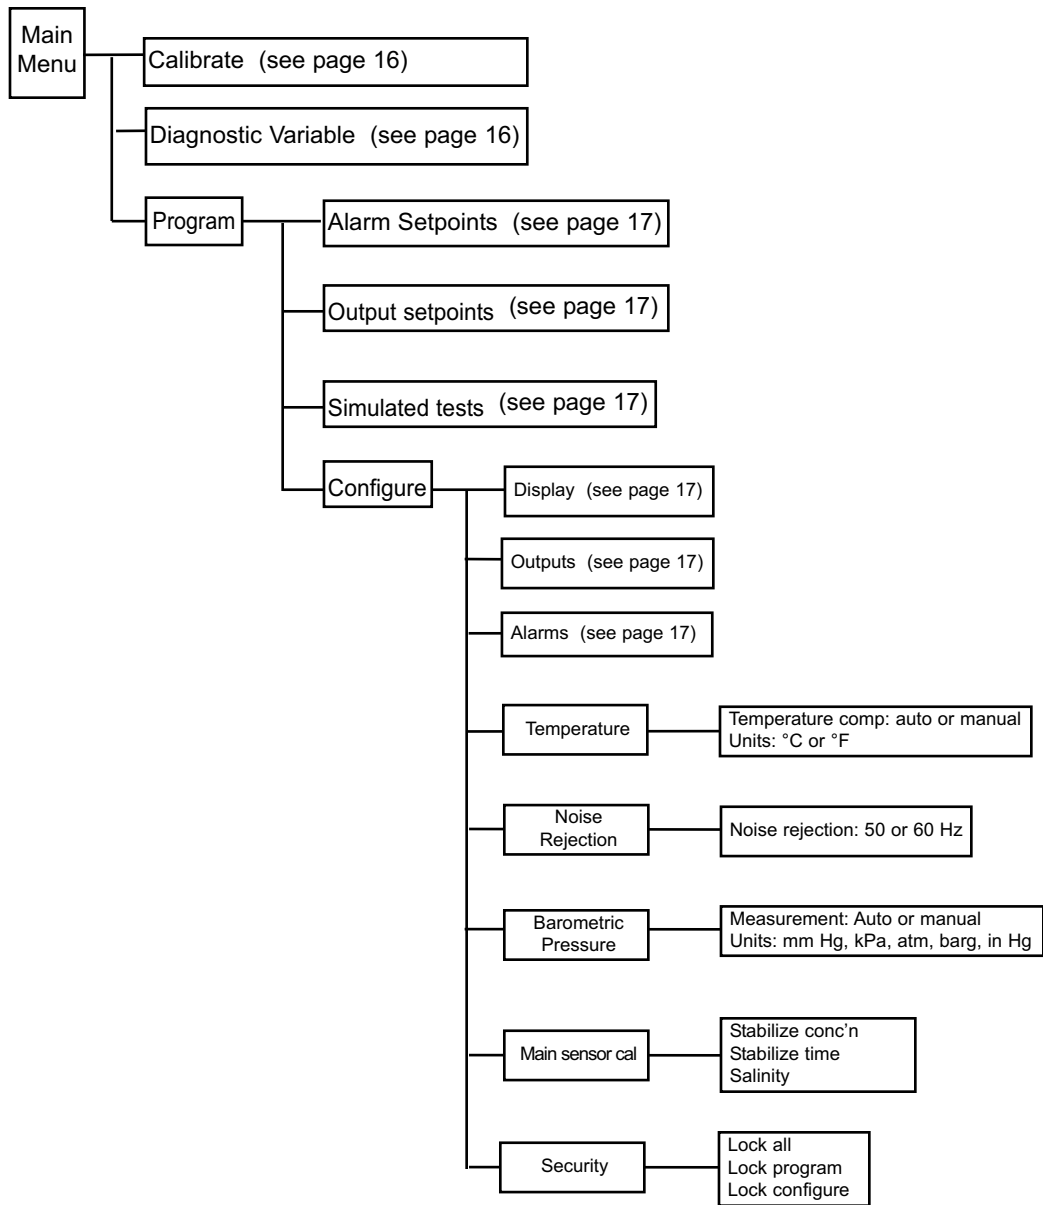 Main
Menu
Calibrate (see page 16)
Diagnostic Variable (see page 16)
Program
Alarm Setpoints (see page 17)
Output setpoints (see page 17)
Simulated tests (see page 17)
Configure
Display (see page 17)
Outputs (see page 17)
Alarms (see page 17)
Temperature
Temperature comp: auto or manual
Units: °C or °F
Noise
Rejection
Noise rejection: 50 or 60 Hz
Barometric
Pressure
Measurement: Auto or manual
Units: mm Hg, kPa, atm, barg, in Hg
Main sensor cal
Stabilize conc'n
Stabilize time
Salinity
Security
Lock all
Lock program
Lock configure